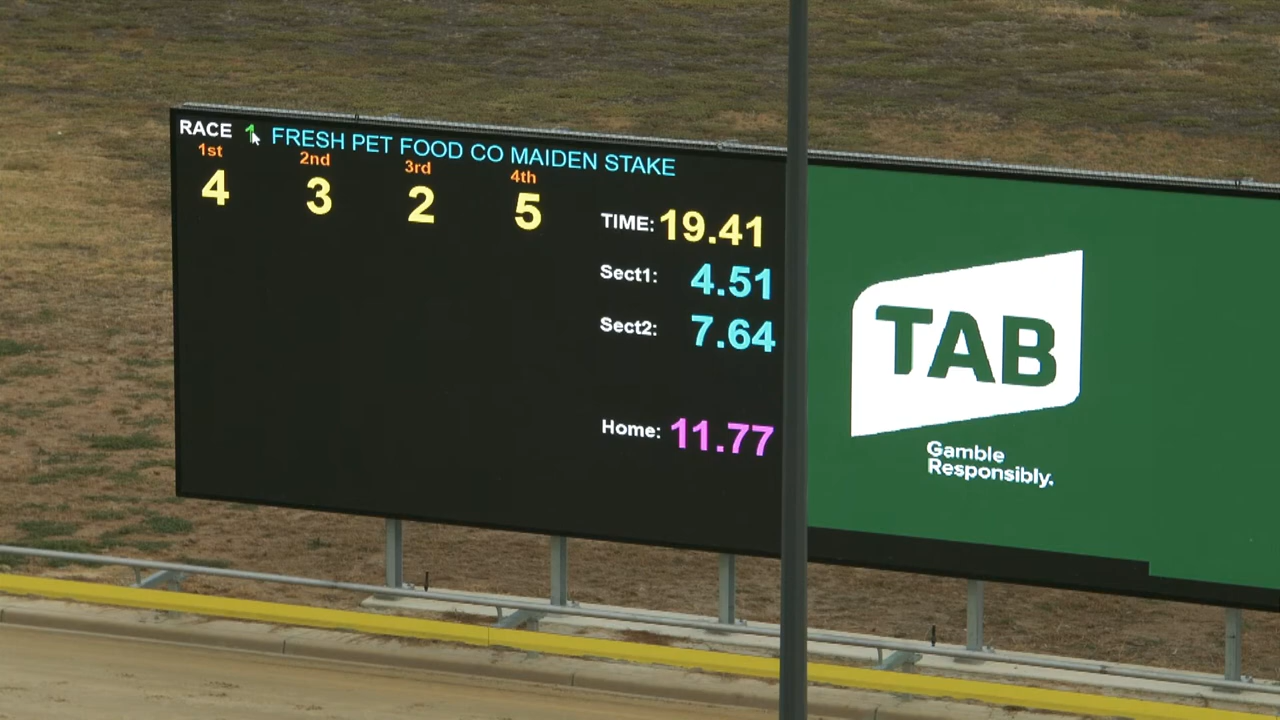 RACE 1 FRESH PET FOOD CO MAIDEN STAKE
1st 2nd 3rd 4th
4 3 2 5
TIME: 19.41
Sect1: 4.51
Sect2: 7.64
Home: 11.77
TAB
Gamble
Responsibly.